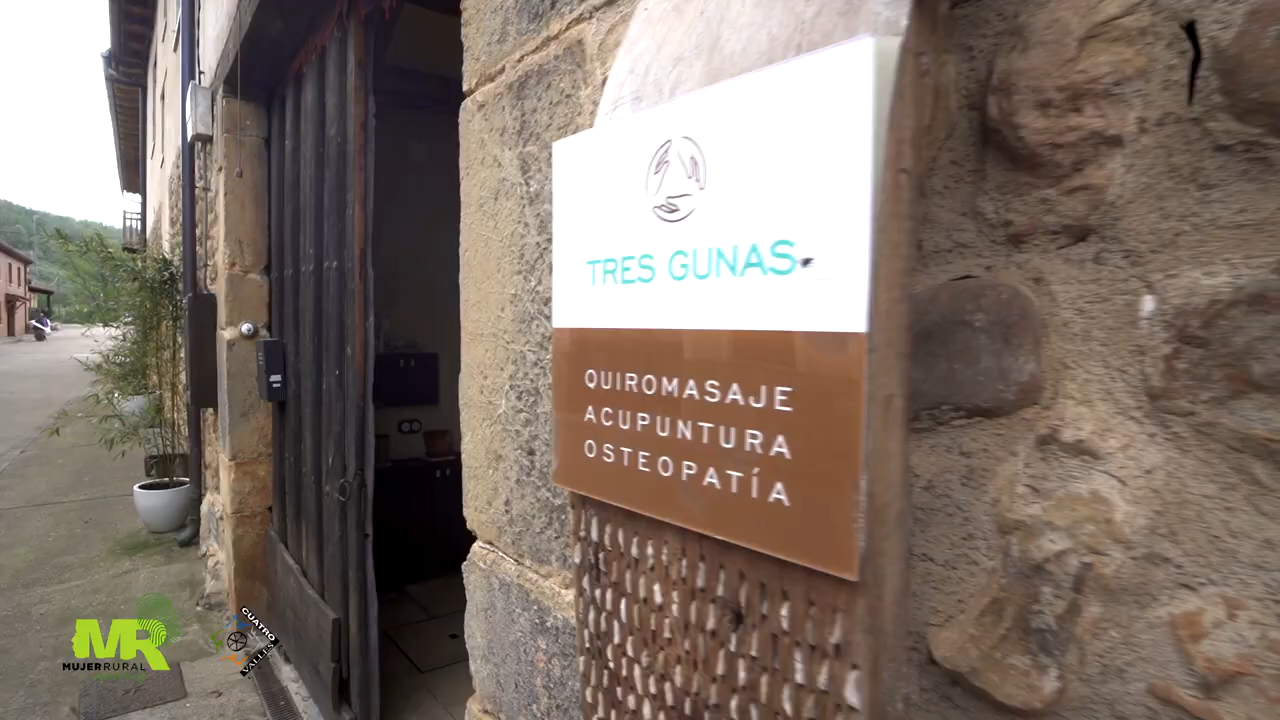 TRES GUNAS
QUIROMASAJE
ACUPUNTURA
OSTEOPATÍA
MR
MUJERRURAL
CUATRO
VALLES